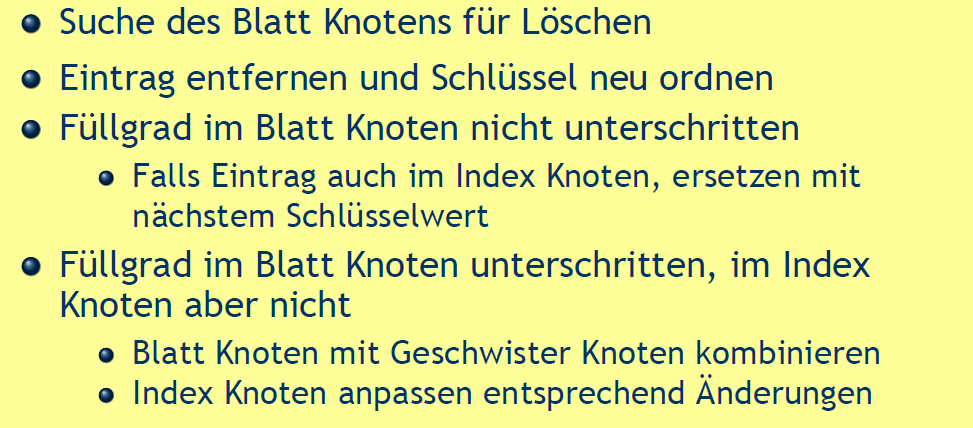 Suche des Blatt Knotens für Löschen
Eintrag entfernen und Schlüssel neu ordnen
Füllgrad im Blatt Knoten nicht unterschritten
Falls Eintrag auch im Index Knoten, ersetzen mit
nächstem Schlüsselwert
Füllgrad im Blatt Knoten unterschritten, im Index
Knoten aber nicht
Blatt Knoten mit Geschwister Knoten kombinieren
Index Knoten anpassen entsprechend Änderungen